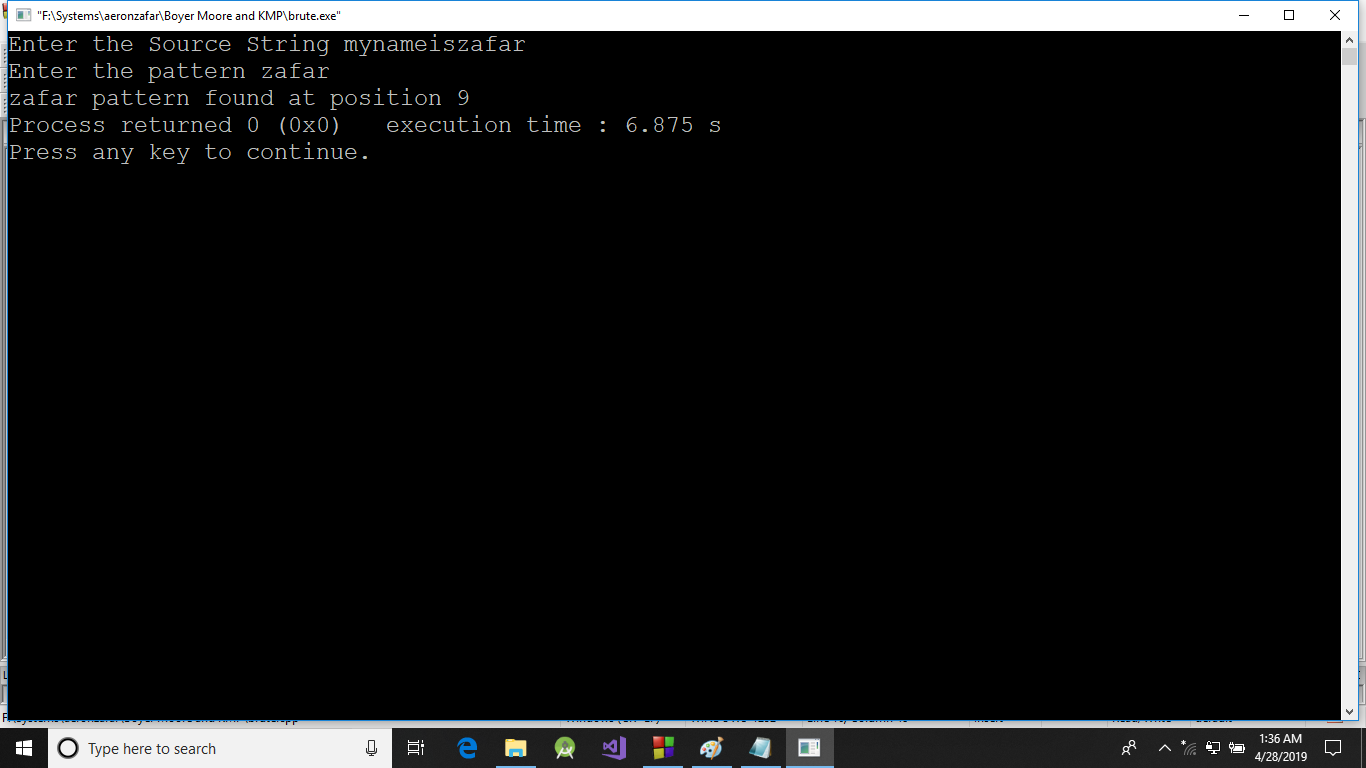 "F:\Systems\aeronzafar\Boyer Moore and KMP\brute.exe"
Enter the Source String mynameiszafar
Enter the pattern zafar
zafar pattern found at position 9
Process returned 0 (0x0)   execution time : 6.875 s
Press any key to continue.
Type here to search
1:36 AM
4/28/2019